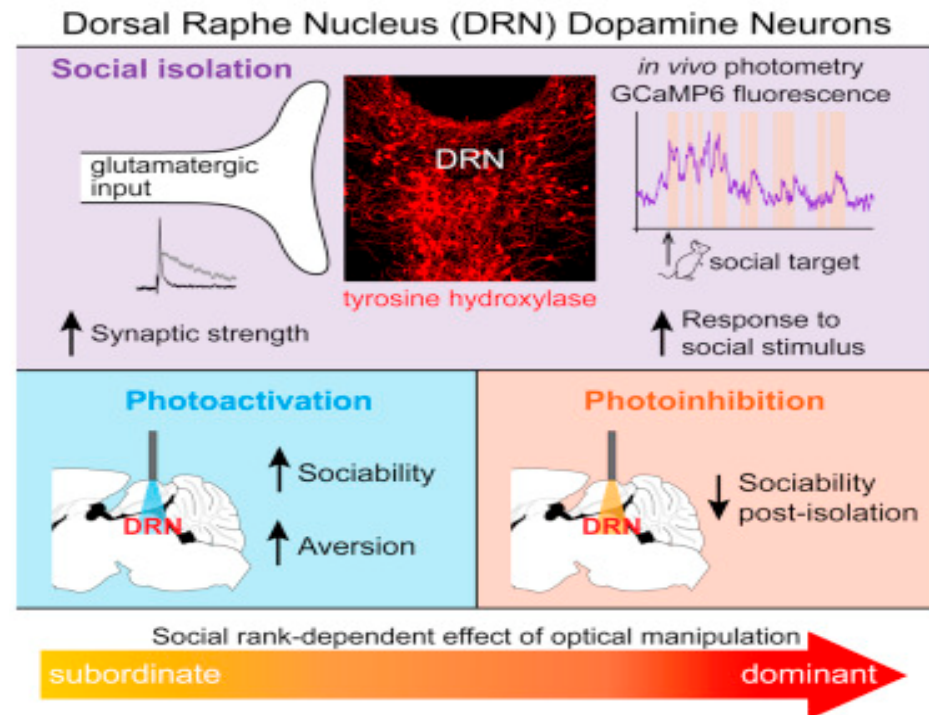 Dorsal Raphe Nucleus (DRN) Dopamine Neurons
Social isolation
glutamatergic
input
Synaptic strength
DRN
tyrosine hydroxylase
in vivo photometry
GCaMP6 fluorescence
social target
Response to
social stimulus
Photoactivation
DRN
Sociability
Aversion
Photoinhibition
DRN
Sociability
post-isolation
Social rank-dependent effect of optical manipulation
subordinate
dominant